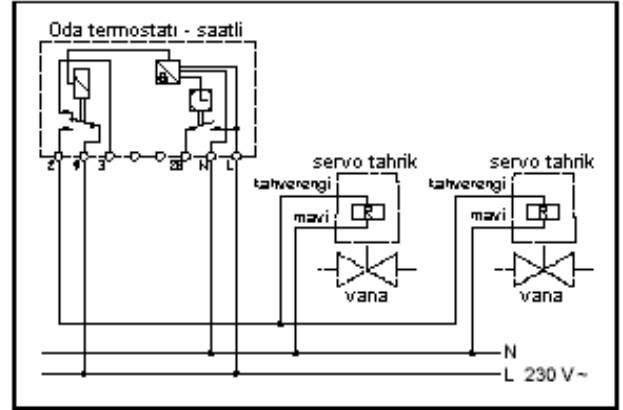 Oda termostatı - saatli
2 4 3 28 N L
servo tahrik servo tahrik
kahverengi kahverengi
mavi R mavi R
vana vana
N
L 230 V~